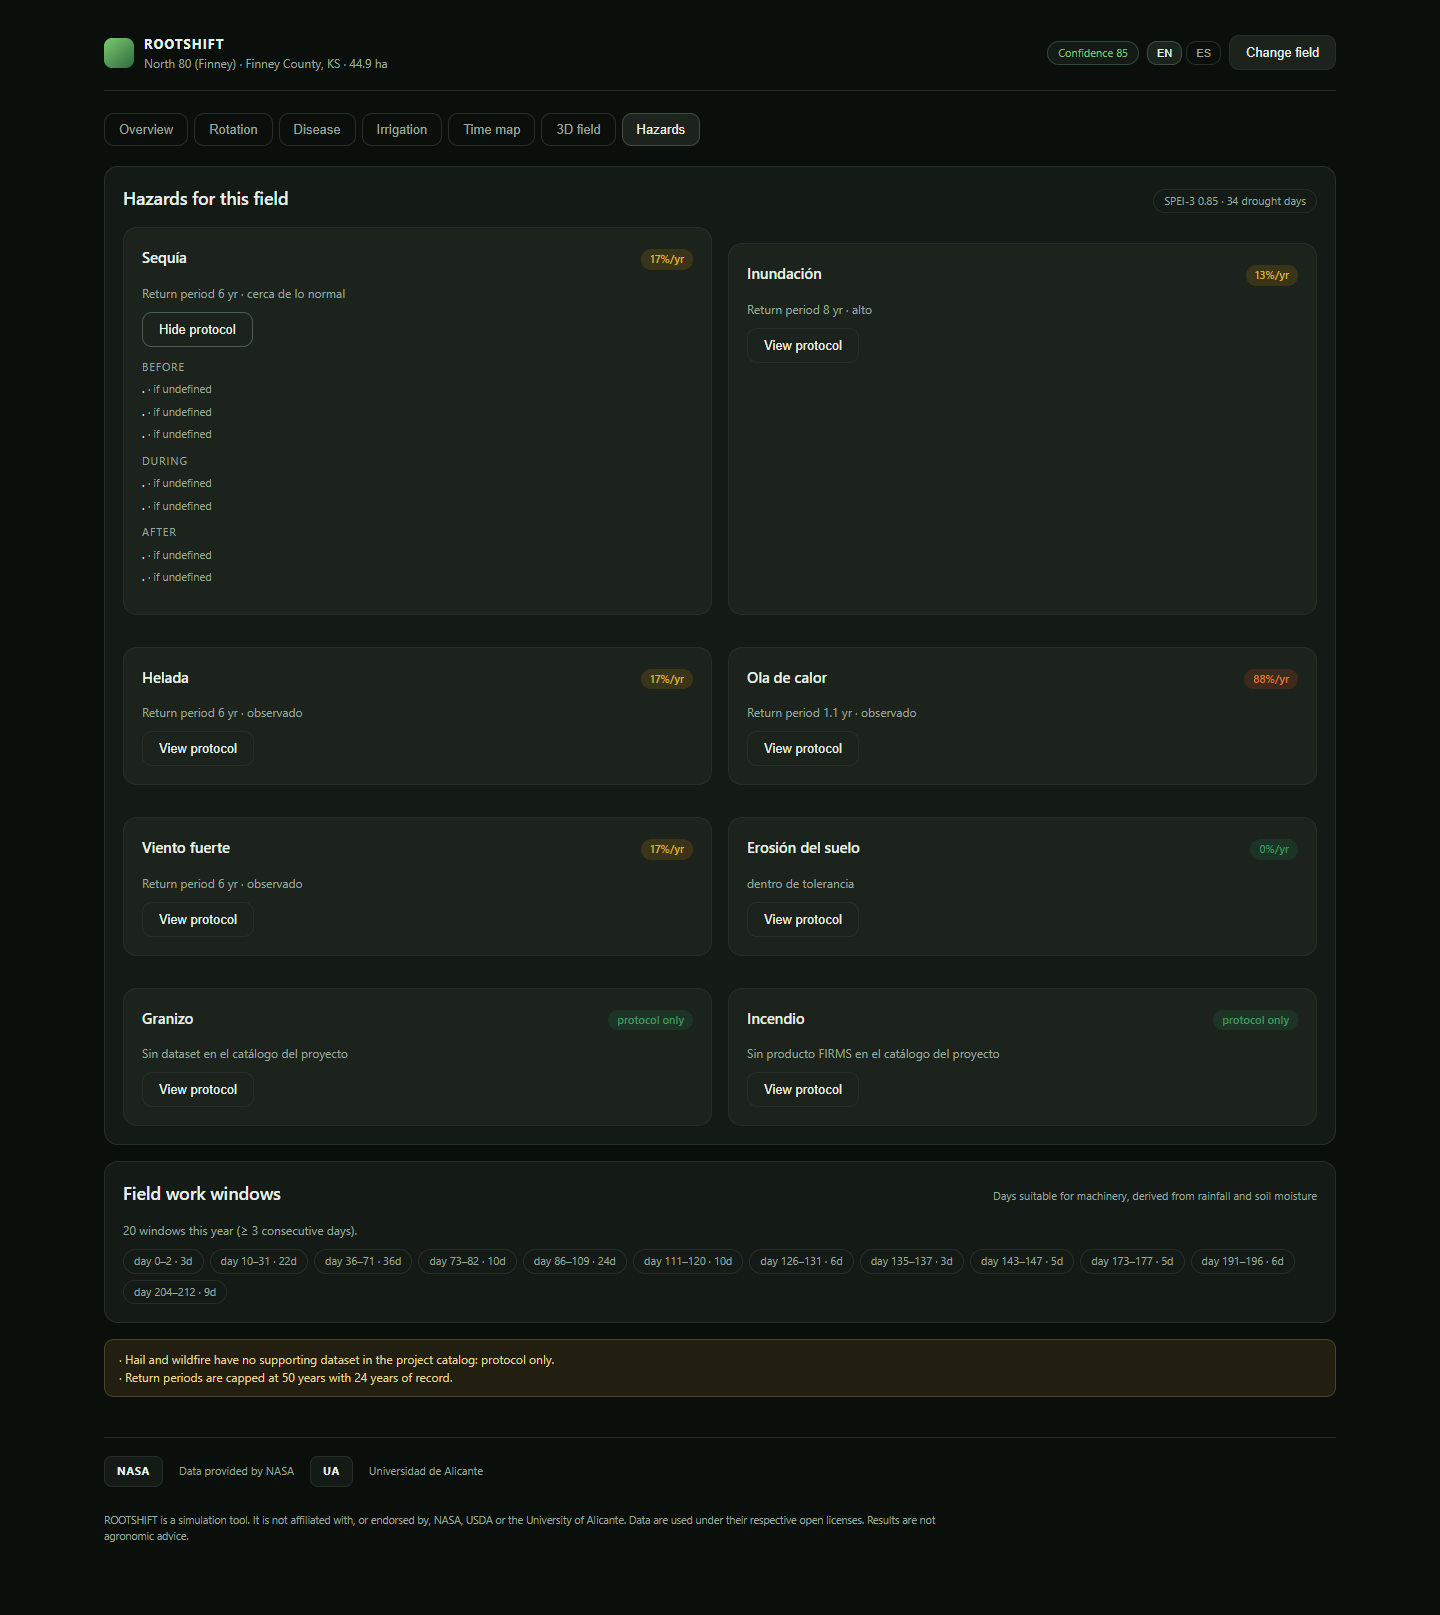 ROOTSHIFT
North 80 (Finney) · Finney County, KS · 44.9 ha
Confidence 85
EN
ES
Change field
Overview
Rotation
Disease
Irrigation
Time map
3D field
Hazards
Hazards for this field
SPEI-3 0.85 · 34 drought days
Sequía
17%/yr
Return period 6 yr · cerca de lo normal
Hide protocol
BEFORE
. · if undefined
. · if undefined
. · if undefined
DURING
. · if undefined
. · if undefined
AFTER
. · if undefined
. · if undefined
Inundación
13%/yr
Return period 8 yr · alto
View protocol
Helada
17%/yr
Return period 6 yr · observado
View protocol
Ola de calor
88%/yr
Return period 1.1 yr · observado
View protocol
Viento fuerte
17%/yr
Return period 6 yr · observado
View protocol
Erosión del suelo
0%/yr
dentro de tolerancia
View protocol
Granizo
protocol only
Sin dataset en el catálogo del proyecto
View protocol
Incendio
protocol only
Sin producto FIRMS en el catálogo del proyecto
View protocol
Field work windows
Days suitable for machinery, derived from rainfall and soil moisture
20 windows this year (≥ 3 consecutive days).
day 0–2 · 3d
day 10–31 · 22d
day 36–71 · 36d
day 73–82 · 10d
day 86–109 · 24d
day 111–120 · 10d
day 126–131 · 6d
day 135–137 · 3d
day 143–147 · 5d
day 173–177 · 5d
day 191–196 · 6d
day 204–212 · 9d
· Hail and wildfire have no supporting dataset in the project catalog: protocol only.
· Return periods are capped at 50 years with 24 years of record.
NASA
Data provided by NASA
UA
Universidad de Alicante
ROOTSHIFT is a simulation tool. It is not affiliated with, or endorsed by, NASA, USDA or the University of Alicante. Data are used under their respective open licenses. Results are not
agronomic advice.